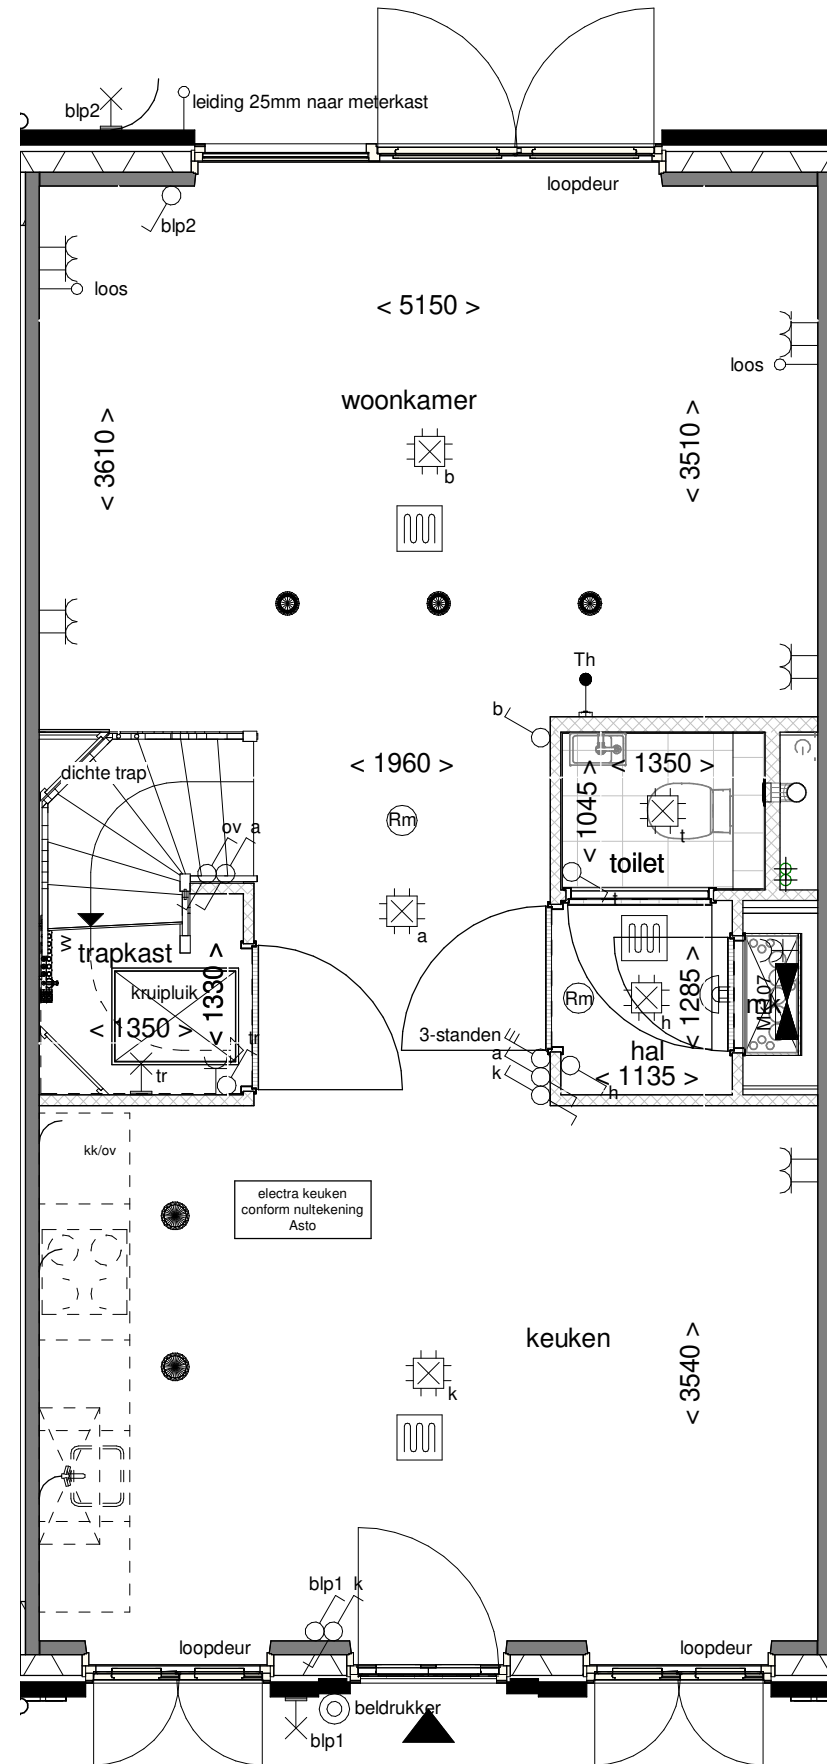 blp2
leiding 25mm naar meterkast
loopdeur
blp2
loos
< 5150 >
loos
woonkamer
< 3610 >
< 3510 >
b
Th
b
dichte trap
< 1960 >
< 1350 >
< 1045 >
ov a
Rm
t
toilet
t
a
w
trapkast
kruipluik
< 1330 >
< 1350 >
tr
tr
Rm
h
< 1285 >
mk
3-standen
a
k
hal
< 1135 >
h
kk/ov
electra keuken
conform nultekening
Asto
keuken
< 3540 >
k
blp1 k
loopdeur
loopdeur
beldrukker
blp1